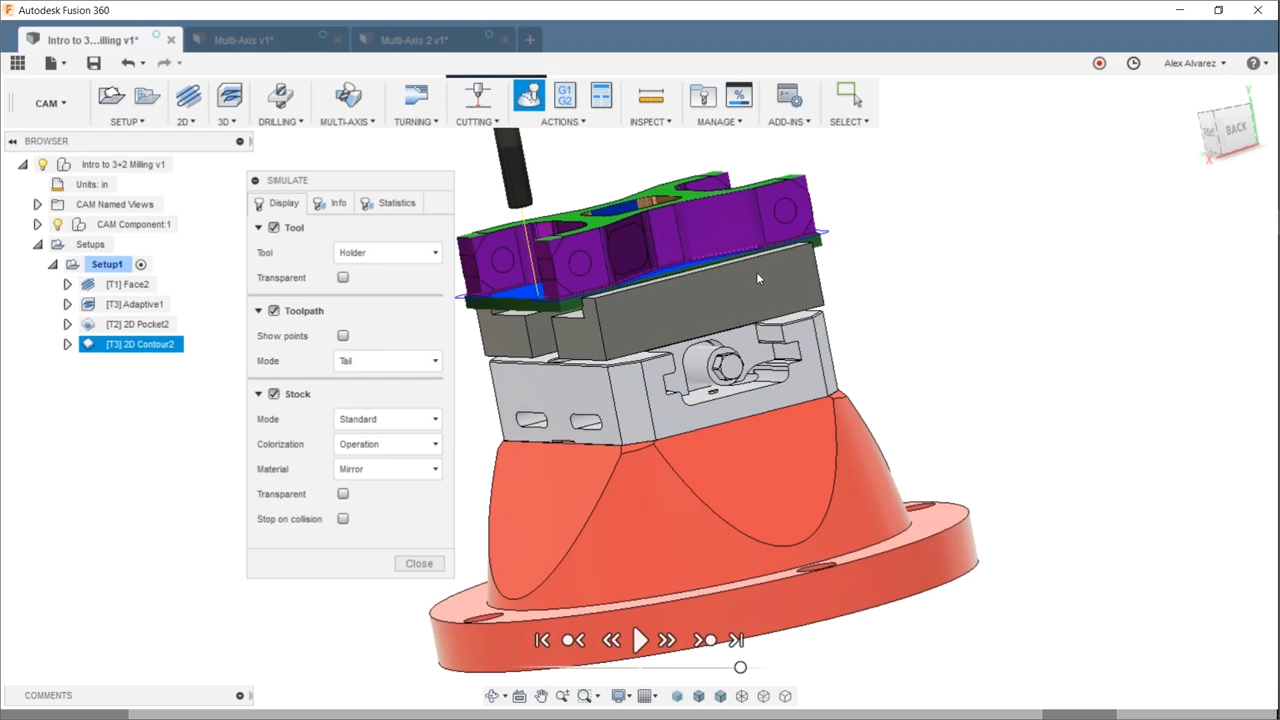 Autodesk Fusion 360
Intro to 3...illing v1*
Multi-Axis v1*
Multi-Axis 2 v1*
CAM
SETUP
2D
3D
DRILLING
MULTI-AXIS
TURNING
CUTTING
G1
G2
ACTIONS
INSPECT
%
MANAGE
ADD-INS
SELECT
Alex Alvarez
BROWSER
Intro to 3+2 Milling v1
Units: in
CAM Named Views
CAM Component:1
Setups
Setup1
[T1] Face2
[T3] Adaptive1
[T2] 2D Pocket2
[T3] 2D Contour2
SIMULATE
Display
Info
Statistics
Tool
Tool Holder
Transparent
Toolpath
Show points
Mode Tail
Stock
Mode Standard
Colorization Operation
Material Mirror
Transparent
Stop on collision
Close
Y
BACK
X
COMMENTS